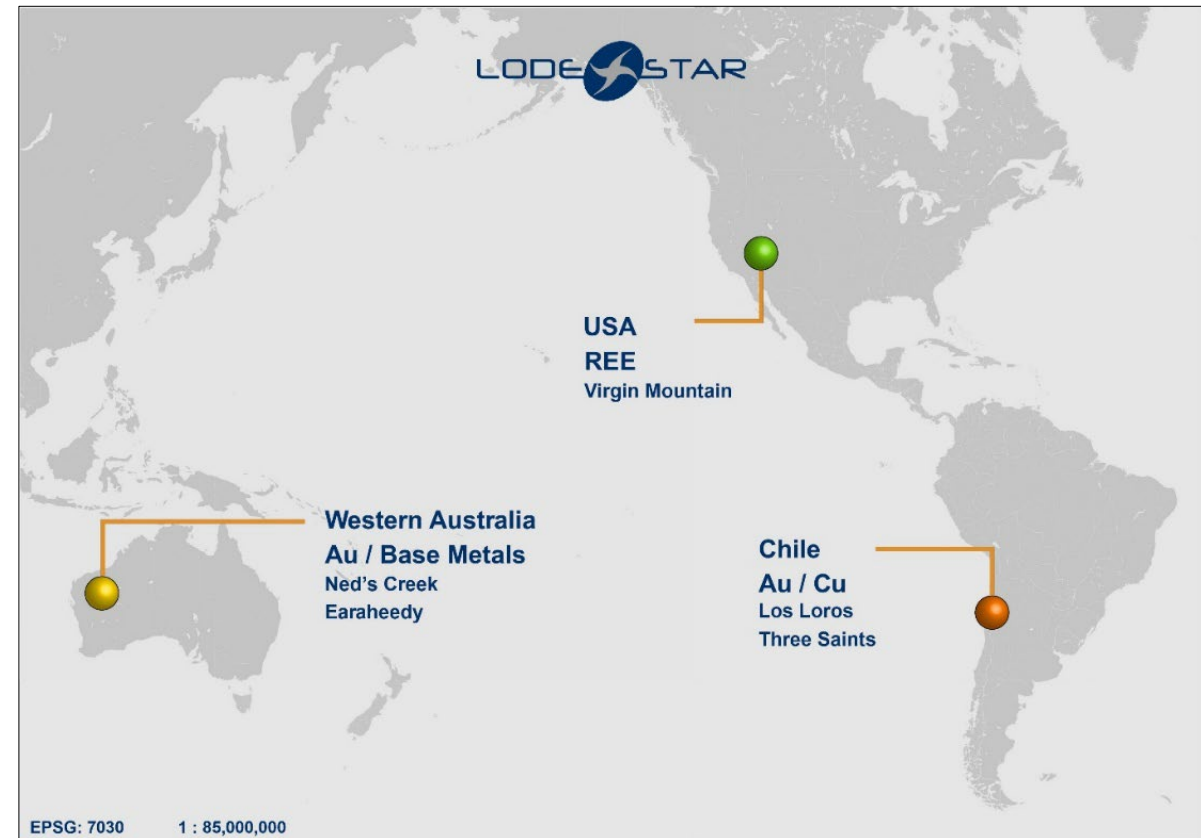 LODESTAR
USA
REE
Virgin Mountain
Western Australia
Au / Base Metals
Ned's Creek
Earaheedy
Chile
Au / Cu
Los Loros
Three Saints
EPSG: 7030 1 : 85,000,000